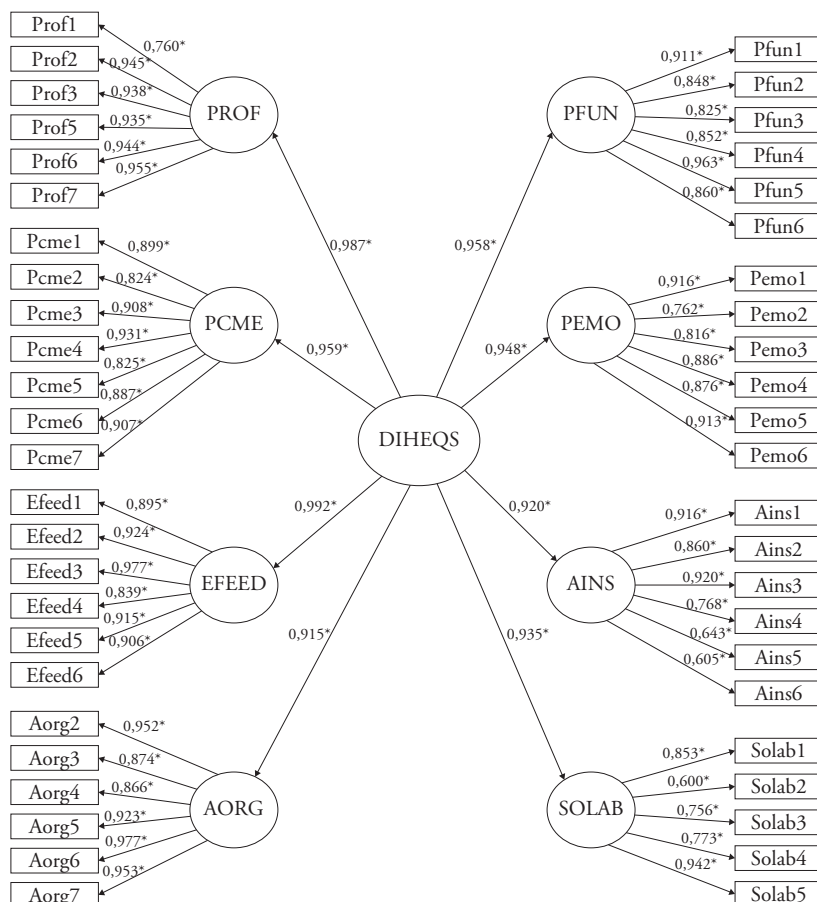 Prof1
0,760*
Prof2
0,945*
Prof3
0,938*
Prof5
0,935*
Prof6
0,944*
Prof7
0,955*
PROF
Pfun1
0,911*
Pfun2
0,848*
Pfun3
0,825*
Pfun4
0,852*
Pfun5
0,963*
Pfun6
0,860*
PFUN
0,987*
0,958*
Pcme1
0,899*
Pcme2
0,824*
Pcme3
0,908*
Pcme4
0,931*
Pcme5
0,825*
Pcme6
0,887*
Pcme7
0,907*
PCME
Pemo1
0,916*
Pemo2
0,762*
Pemo3
0,816*
Pemo4
0,886*
Pemo5
0,876*
Pemo6
0,913*
PEMO
0,959*
0,948*
DIHEQS
Efeed1
0,895*
Efeed2
0,924*
Efeed3
0,977*
Efeed4
0,839*
Efeed5
0,915*
Efeed6
0,906*
EFEED
0,992*
0,920*
Ains1
0,916*
Ains2
0,860*
Ains3
0,920*
Ains4
0,768*
Ains5
0,643*
Ains6
0,605*
AINS
0,915*
0,935*
Aorg2
0,952*
Aorg3
0,874*
Aorg4
0,866*
Aorg5
0,923*
Aorg6
0,977*
Aorg7
0,953*
AORG
Solab1
0,853*
Solab2
0,600*
Solab3
0,756*
Solab4
0,773*
Solab5
0,942*
SOLAB